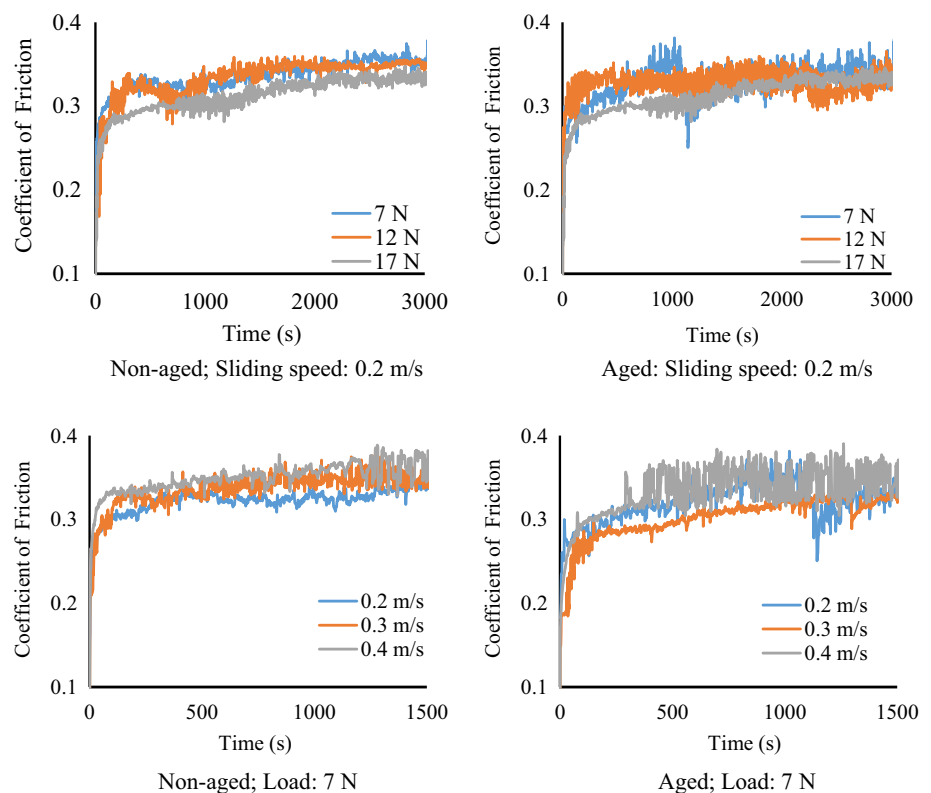 0.4
0.3
0.2
0.1
Coefficient of Friction
7 N
12 N
17 N
0
1000
2000
3000
Time (s)
Non-aged; Sliding speed: 0.2 m/s
0.4
0.3
0.2
0.1
Coefficient of Friction
7 N
12 N
17 N
0
1000
2000
3000
Time (s)
Aged: Sliding speed: 0.2 m/s
0.4
0.3
0.2
0.1
Coefficient of Friction
0.2 m/s
0.3 m/s
0.4 m/s
0
500
1000
1500
Time (s)
Non-aged; Load: 7 N
0.4
0.3
0.2
0.1
Coefficient of Friction
0.2 m/s
0.3 m/s
0.4 m/s
0
500
1000
1500
Time (s)
Aged; Load: 7 N